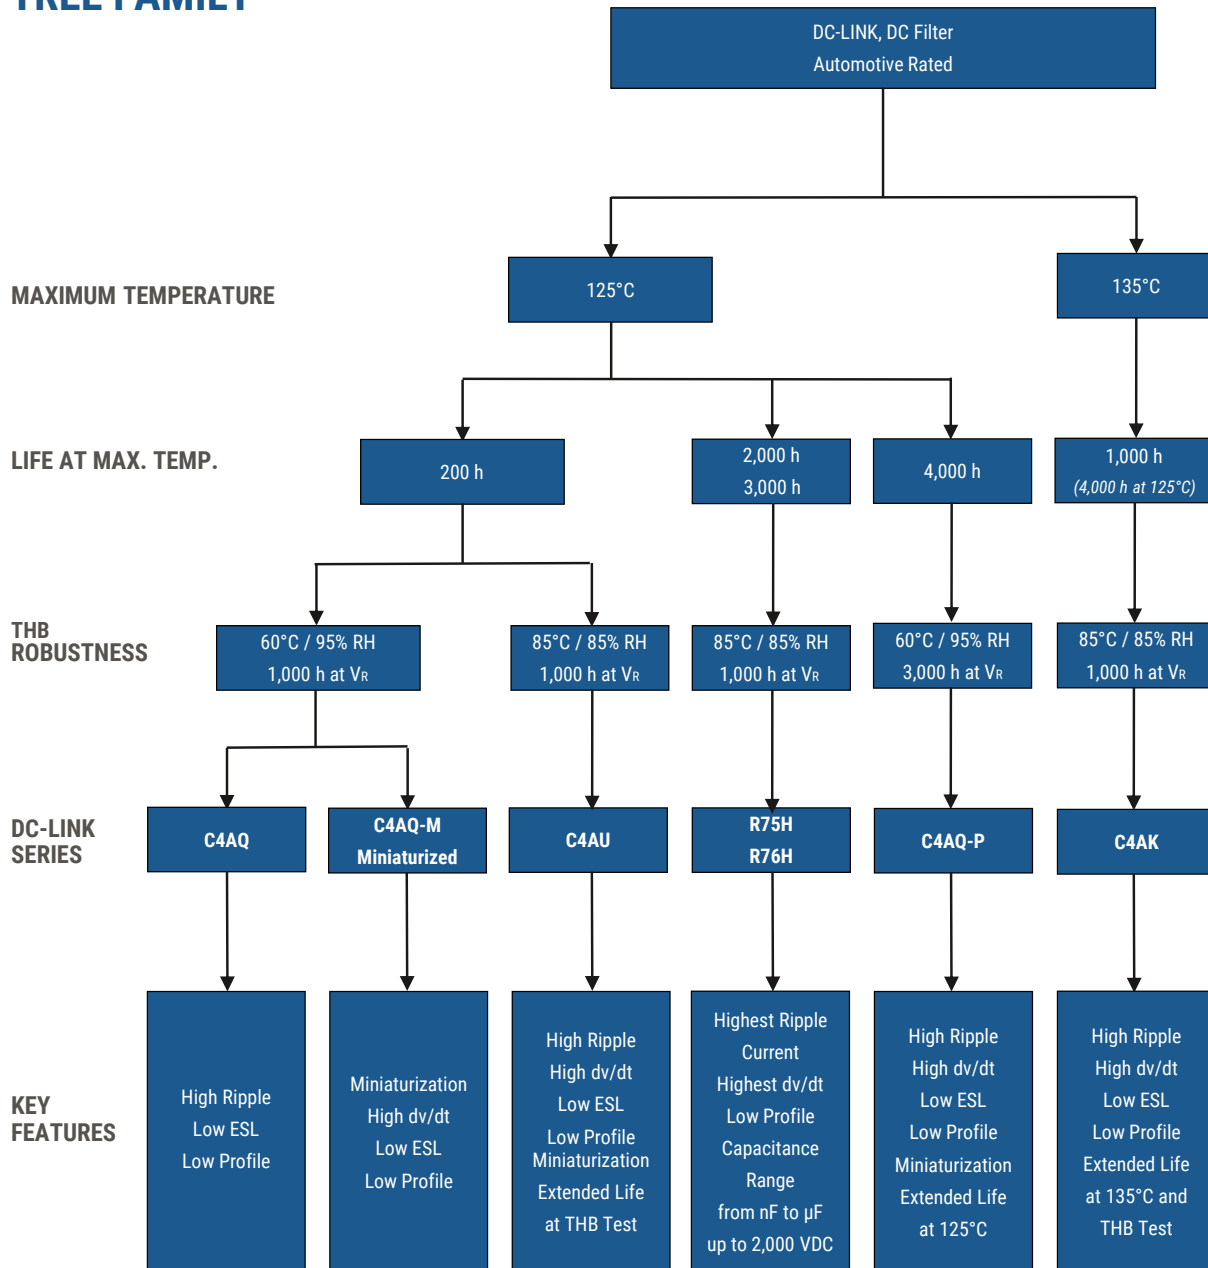 TREE FAMILY
DC-LINK, DC Filter
Automotive Rated
MAXIMUM TEMPERATURE
125°C
135°C
LIFE AT MAX. TEMP.
200 h
2,000 h
3,000 h
4,000 h
1,000 h
(4,000 h at 125°C)
THB
ROBUSTNESS
60°C / 95% RH
1,000 h at VR
85°C / 85% RH
1,000 h at VR
85°C / 85% RH
1,000 h at VR
60°C / 95% RH
3,000 h at VR
85°C / 85% RH
1,000 h at VR
DC-LINK
SERIES
C4AQ
C4AQ-M
Miniaturized
C4AU
R75H
R76H
C4AQ-P
C4AK
KEY
FEATURES
High Ripple
Low ESL
Low Profile
Miniaturization
High dv/dt
Low ESL
Low Profile
High Ripple
High dv/dt
Low ESL
Low Profile
Miniaturization
Extended Life
at THB Test
Highest Ripple
Current
Highest dv/dt
Low Profile
Capacitance
Range
from nF to µF
up to 2,000 VDC
High Ripple
High dv/dt
Low ESL
Low Profile
Miniaturization
Extended Life
at 125°C
High Ripple
High dv/dt
Low ESL
Low Profile
Extended Life
at 135°C and
THB Test